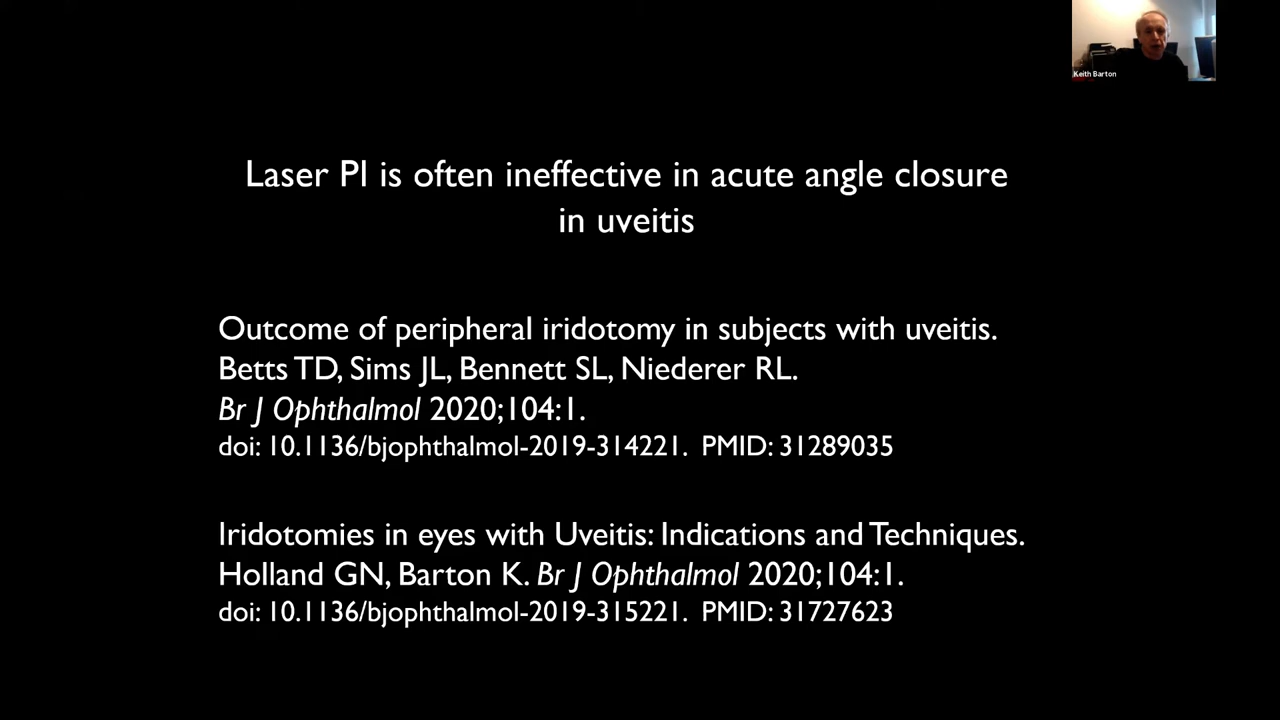 Keith Barton
Laser PI is often ineffective in acute angle closure
in uveitis
Outcome of peripheral iridotomy in subjects with uveitis.
Betts TD, Sims JL, Bennett SL, Niederer RL.
Br J Ophthalmol 2020;104:1.
doi: 10.1136/bjophthalmol-2019-314221. PMID: 31289035
Iridotomies in eyes with Uveitis: Indications and Techniques.
Holland GN, Barton K. Br J Ophthalmol 2020;104:1.
doi: 10.1136/bjophthalmol-2019-315221. PMID: 31727623